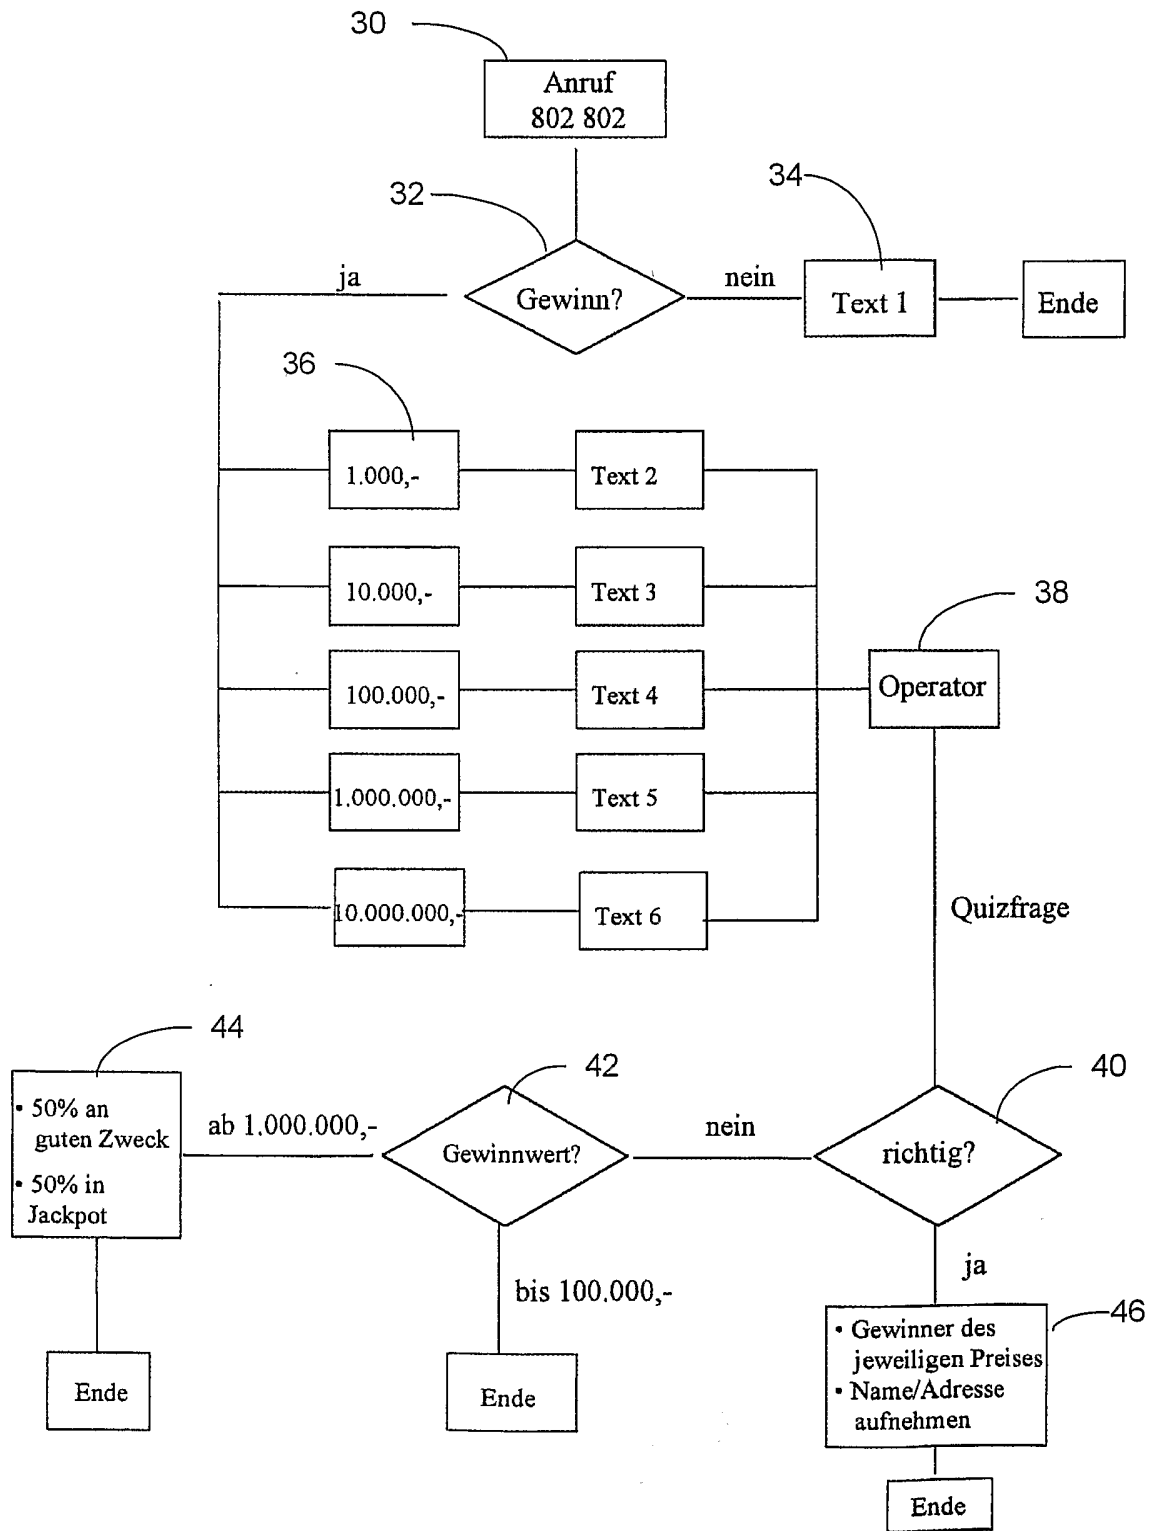 30
Anruf
802 802
32
34
ja
Gewinn?
nein
Text 1
Ende
36
1.000,-
Text 2
10.000,-
Text 3
38
100.000,-
Text 4
Operator
1.000.000,-
Text 5
10.000.000,-
Text 6
Quizfrage
44
42
40
• 50% an
guten Zweck
• 50% in
Jackpot
ab 1.000.000,-
Gewinnwert?
nein
richtig?
bis 100.000,-
ja
46
• Gewinner des
jeweiligen Preises
• Name/Adresse
aufnehmen
Ende
Ende
Ende